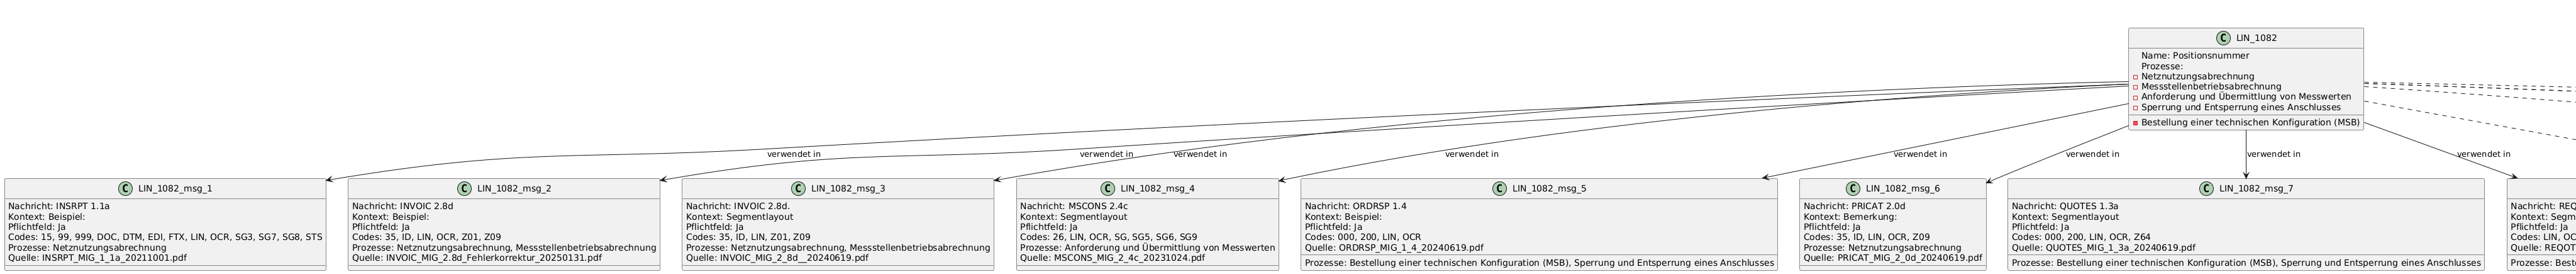 LIN_1082
Name: Positionsnummer
Prozesse:
Netznutzungsabrechnung
Messstellenbetriebsabrechnung
Anforderung und Übermittlung von Messwerten
Sperrung und Entsperrung eines Anschlusses
Bestellung einer technischen Konfiguration (MSB)
verwendet in
verwendet in
verwendet in
verwendet in
verwendet in
verwendet in
verwendet in
verwendet in
LIN_1082_msg_1
Nachricht: INSRPT 1.1a
Kontext: Beispiel:
Pflichtfeld: Ja
Codes: 15, 99, 999, DOC, DTM, EDI, FTX, LIN, OCR, SG3, SG7, SG8, STS
Prozesse: Netznutzungsabrechnung
Quelle: INSRPT_MIG_1_1a_20211001.pdf
LIN_1082_msg_2
Nachricht: INVOIC 2.8d
Kontext: Beispiel:
Pflichtfeld: Ja
Codes: 35, ID, LIN, OCR, Z01, Z09
Prozesse: Netznutzungsabrechnung, Messstellenbetriebsabrechnung
Quelle: INVOIC_MIG_2.8d_Fehlerkorrektur_20250131.pdf
LIN_1082_msg_3
Nachricht: INVOIC 2.8d.
Kontext: Segmentlayout
Pflichtfeld: Ja
Codes: 35, ID, LIN, Z01, Z09
Prozesse: Netznutzungsabrechnung, Messstellenbetriebsabrechnung
Quelle: INVOIC_MIG_2_8d__20240619.pdf
LIN_1082_msg_4
Nachricht: MSCONS 2.4c
Kontext: Segmentlayout
Pflichtfeld: Ja
Codes: 26, LIN, OCR, SG, SG5, SG6, SG9
Prozesse: Anforderung und Übermittlung von Messwerten
Quelle: MSCONS_MIG_2_4c_20231024.pdf
LIN_1082_msg_5
Nachricht: ORDRSP 1.4
Kontext: Beispiel:
Pflichtfeld: Ja
Codes: 000, 200, LIN, OCR
Quelle: ORDRSP_MIG_1_4_20240619.pdf
Prozesse: Bestellung einer technischen Konfiguration (MSB), Sperrung und Entsperrung eines Anschlusses
LIN_1082_msg_6
Nachricht: PRICAT 2.0d
Kontext: Bemerkung:
Pflichtfeld: Ja
Codes: 35, ID, LIN, OCR, Z09
Prozesse: Netznutzungsabrechnung
Quelle: PRICAT_MIG_2_0d_20240619.pdf
LIN_1082_msg_7
Nachricht: QUOTES 1.3a
Kontext: Segmentlayout
Pflichtfeld: Ja
Codes: 000, 200, LIN, OCR, Z64
Quelle: QUOTES_MIG_1_3a_20240619.pdf
Prozesse: Bestellung einer technischen Konfiguration (MSB), Sperrung und Entsperrung eines Anschlusses
Nachricht: REQ
Kontext: Segm
Pflichtfeld: Ja
Codes: LIN, OC
Quelle: REQOT
Prozesse: Best